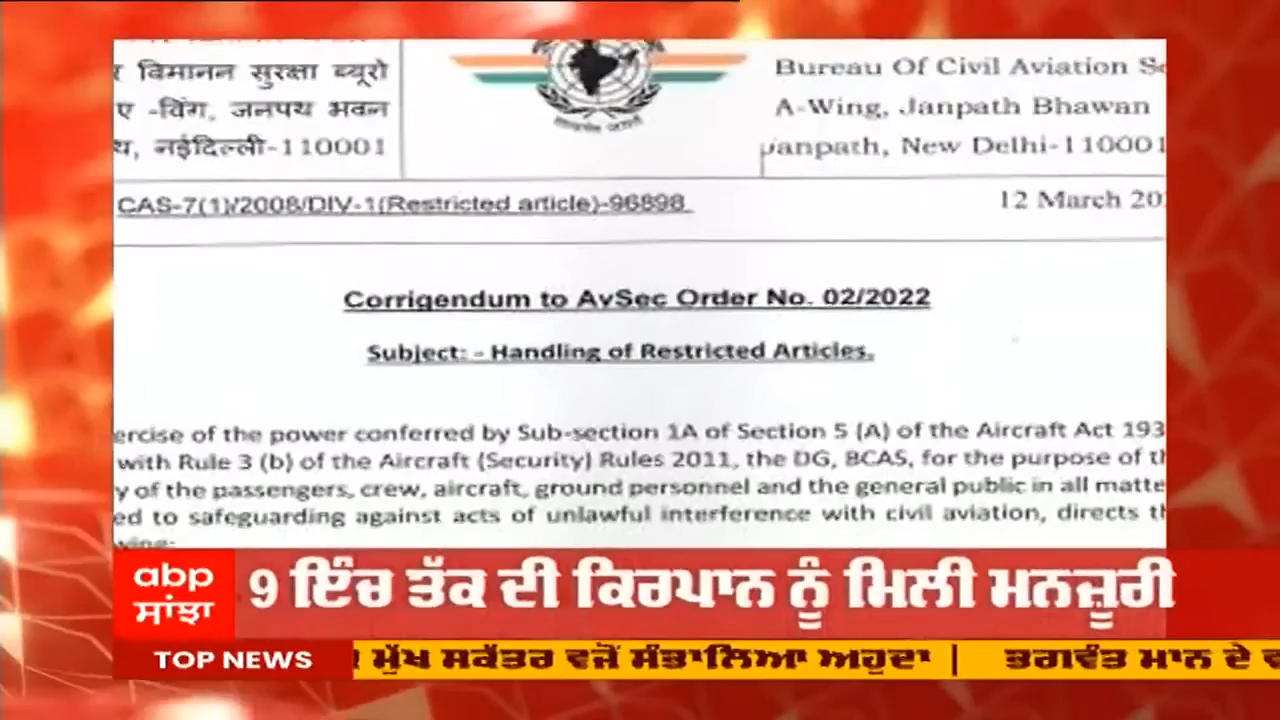 र विमानन सुरक्षा ब्यूरो
ए -विंग, जनपथ भवन
थ, नईदिल्ली-110001
Bureau Of Civil Aviation Se
A-Wing, Janpath Bhawan
Janpath, New Delhi-110001
CAS-7(1)/2008/DIV-1(Restricted article)-96898
12 March 20
Corrigendum to AvSec Order No. 02/2022
Subject: - Handling of Restricted Articles.
ercise of the power conferred by Sub-section 1A of Section 5 (A) of the Aircraft Act 193
with Rule 3 (b) of the Aircraft (Security) Rules 2011, the DG, BCAS, for the purpose of th
y of the passengers, crew, aircraft, ground personnel and the general public in all matte
ed to safeguarding against acts of unlawful interference with civil aviation, directs th
abp
ਸਾਂਝਾ
9 ਇੰਚ ਤੱਕ ਦੀ ਕਿਰਪਾਨ ਨੂੰ ਮਿਲੀ ਮਨਜ਼ੂਰੀ
TOP NEWS
ਮੁੱਖ ਸਕੱਤਰ ਵਜੋਂ ਸੰਭਾਲਿਆ ਅਹੁਦਾ | ਭਗਵੰਤ ਮਾਨ ਦੇ